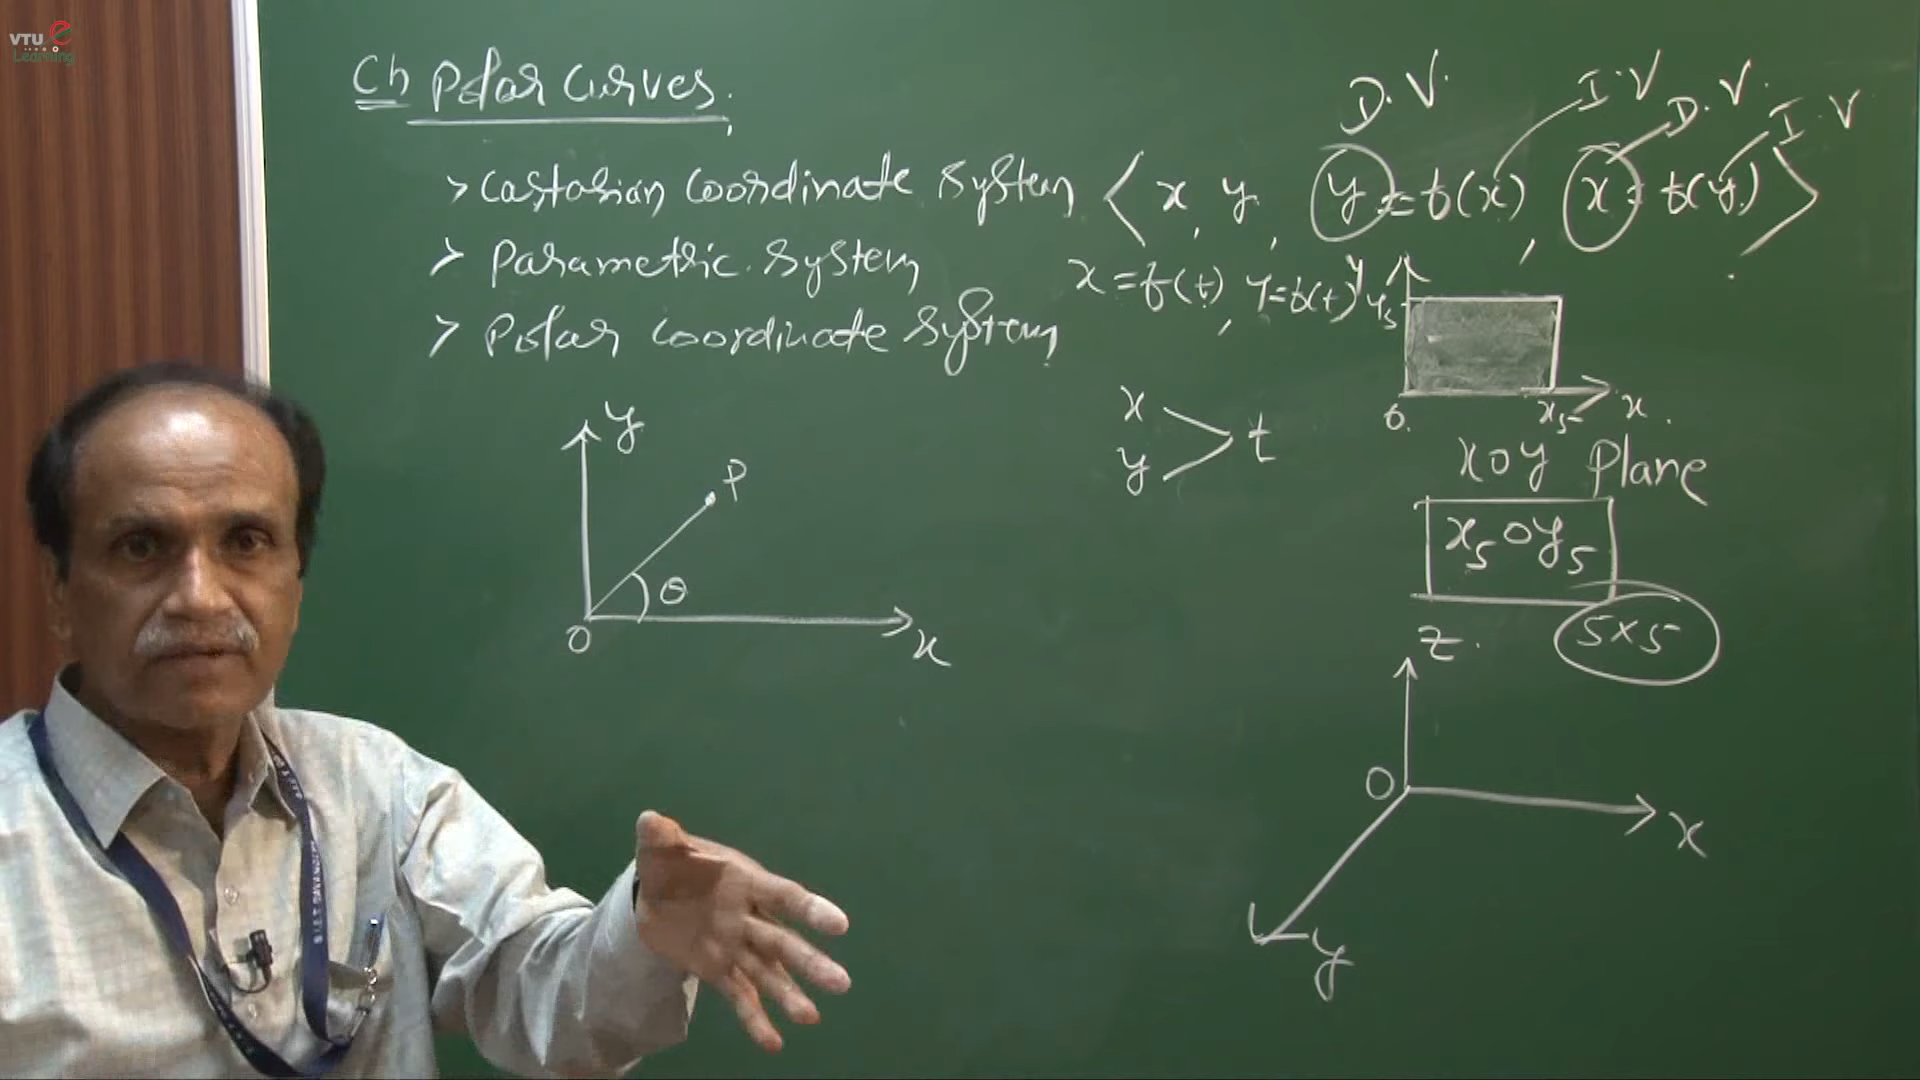 VTU e
Learning
Ch Polar Curves.
> Cartesian Coordinate System < x, y, y = f(x), x = f(y) >
D.V. I.V D.V. I.V
> Parametric System x = f(t), y = f(t)
> Polar Coordinate System
y
P
θ
O x
x
y > t
y
y5
O x5 x
xoy Plane
x5oy5
5x5
z
O
x
y